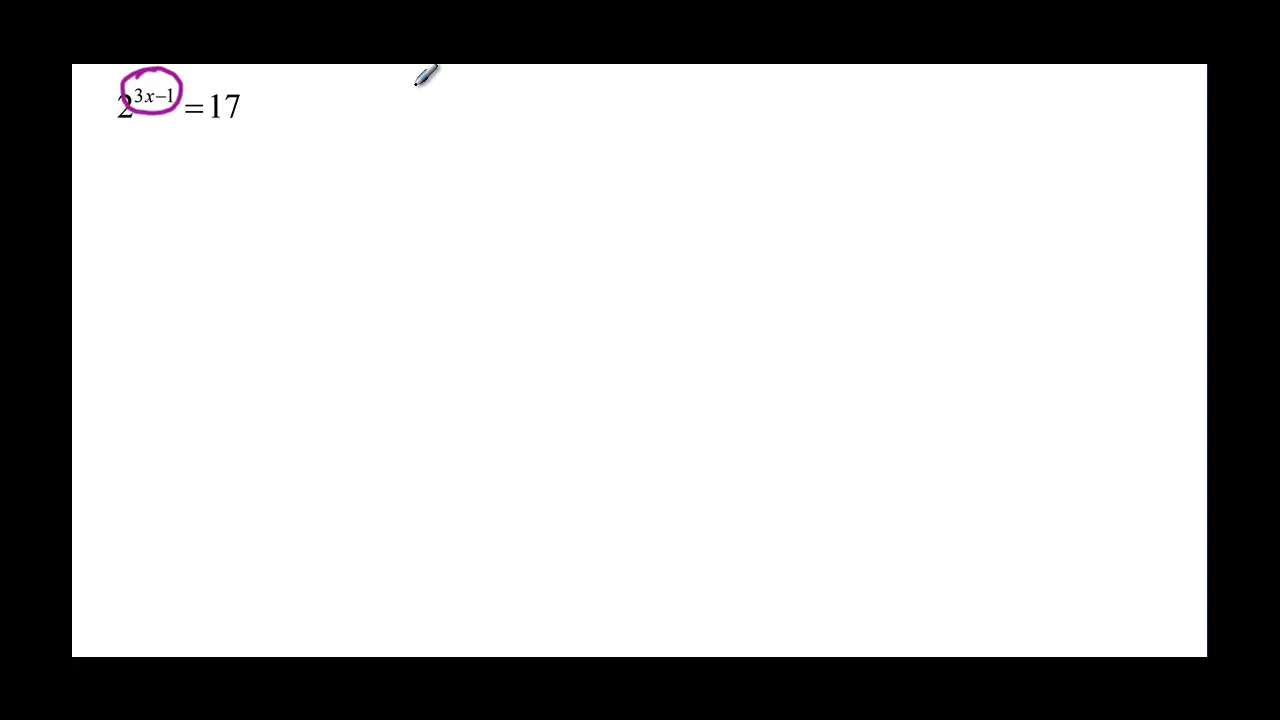 2^{3x-1} = 17